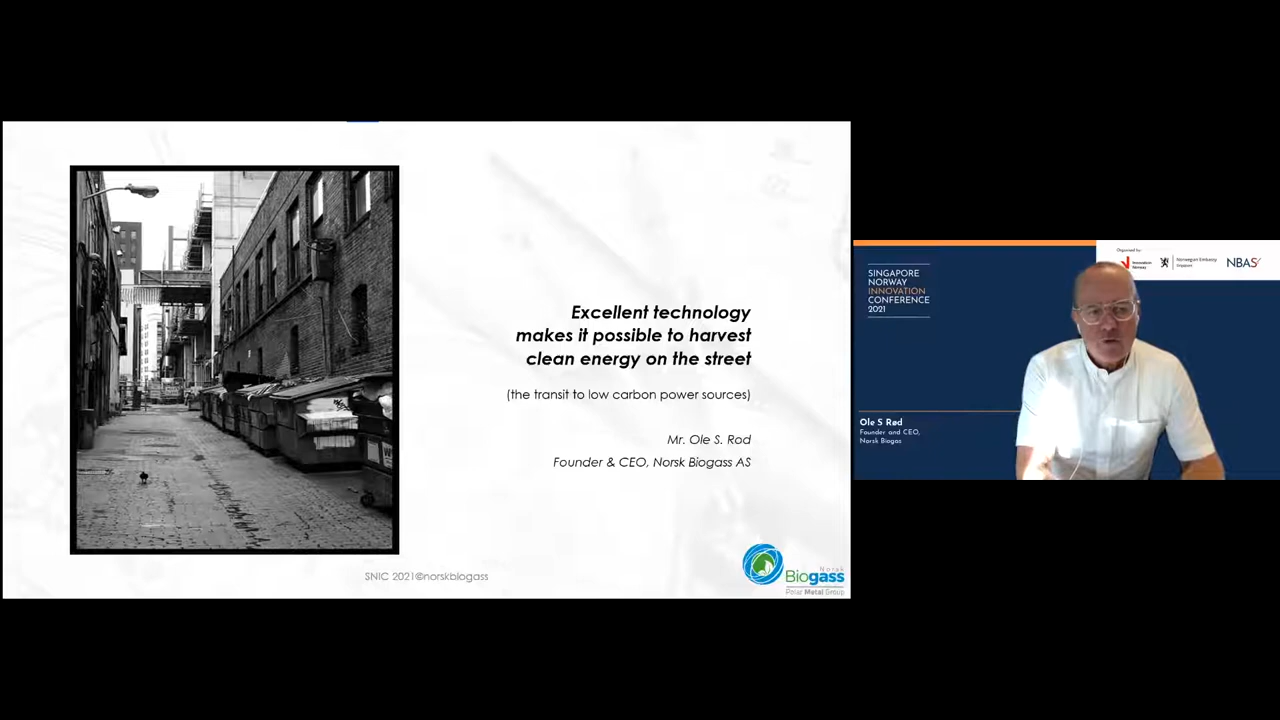 Excellent technology
makes it possible to harvest
clean energy on the street
(the transit to low carbon power sources)
Mr. Ole S. Rod
Founder & CEO, Norsk Biogass AS
SNIC 2021©norskbiogass
Norsk
Biogass
Polar Metal Group
SINGAPORE
NORWAY
INNOVATION
CONFERENCE
2021
Organised by:
Innovation
Norway
Norwegian Embassy
NBAS
Ole S Rød
Founder and CEO,
Norsk Biogas